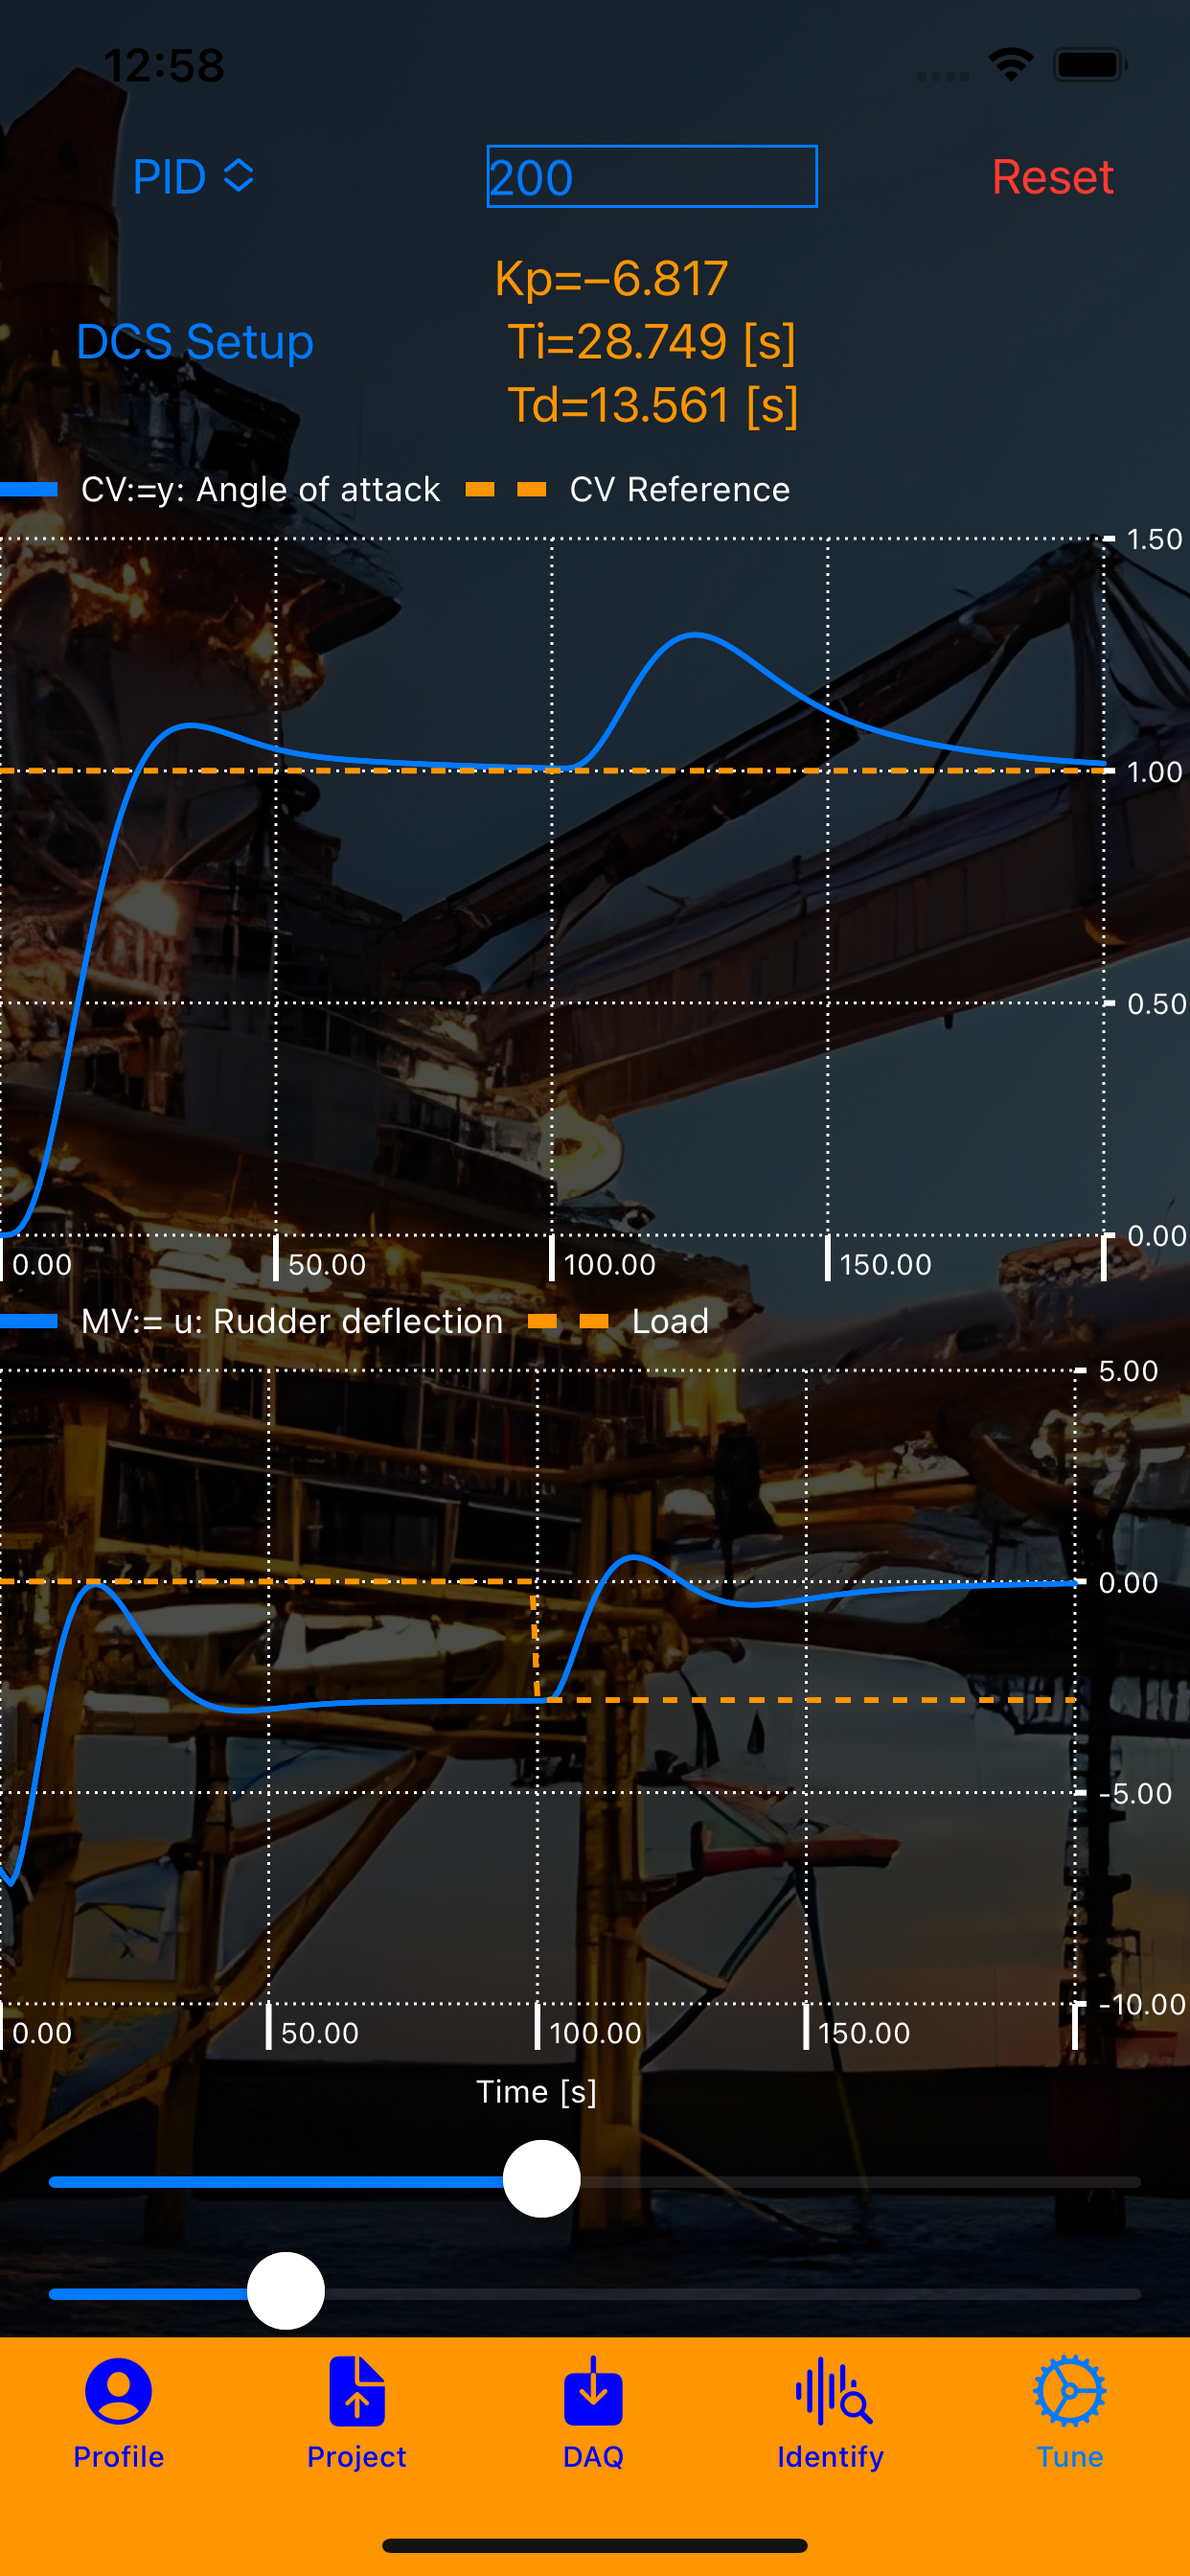 12:58
PID
200
Reset
Kp=−6.817
DCS Setup
Ti=28.749 [s]
Td=13.561 [s]
CV:=y: Angle of attack
CV Reference
1.50
1.00
0.50
0.00
0.00
50.00
100.00
150.00
MV:= u: Rudder deflection
Load
5.00
0.00
-5.00
-10.00
0.00
50.00
100.00
150.00
Time [s]
Profile
Project
DAQ
Identify
Tune